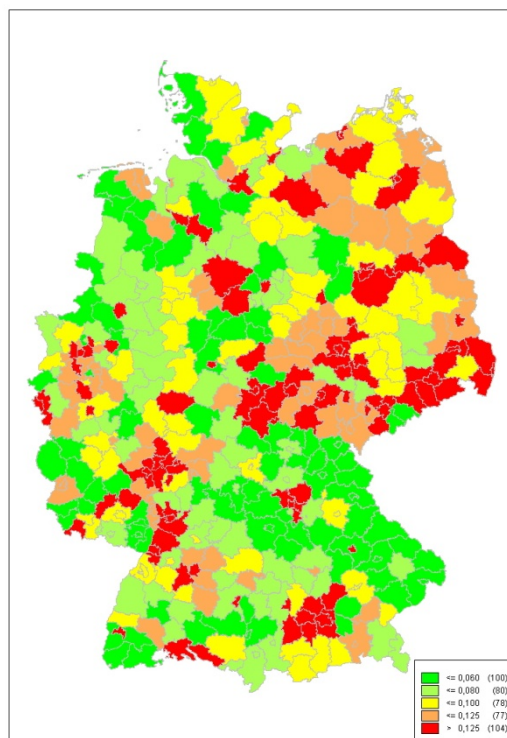 <= 0,060 (100)
<= 0,080 (80)
<= 0,100 (78)
<= 0,125 (77)
> 0,125 (104)